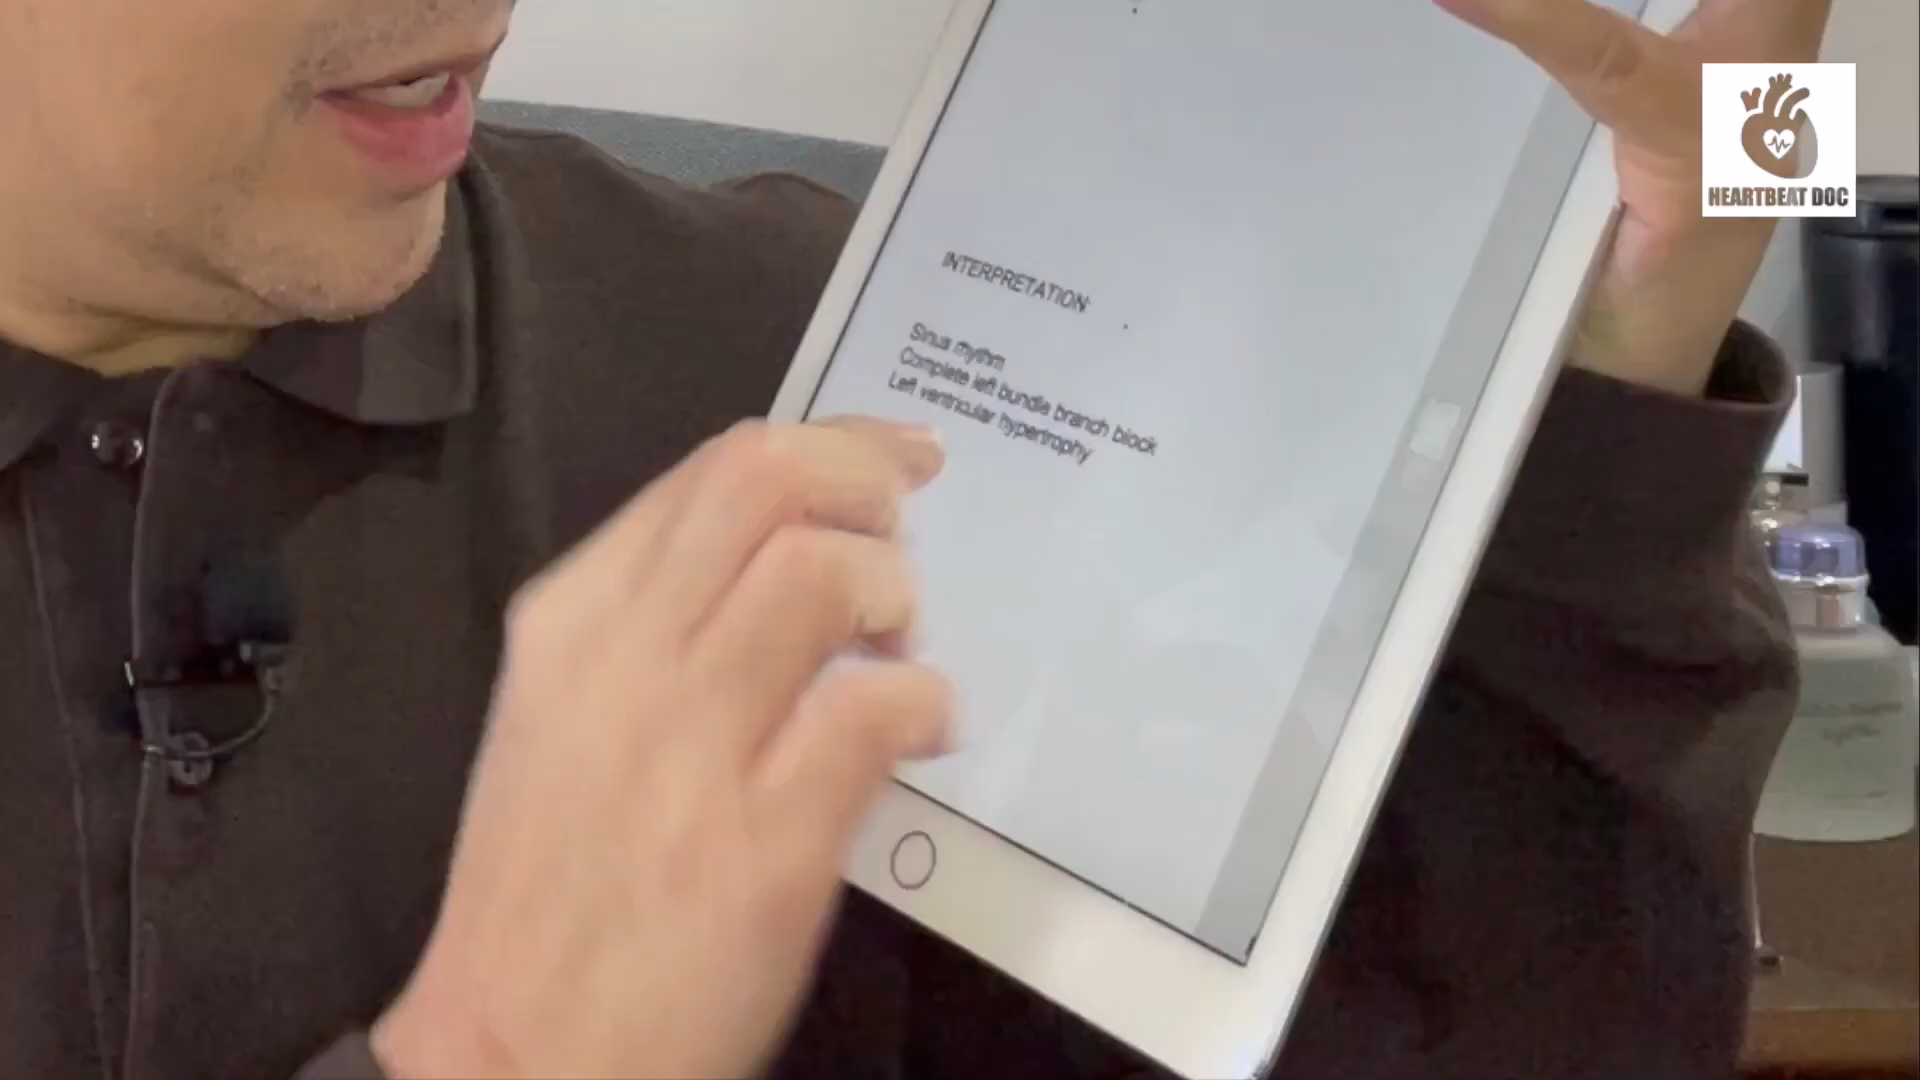 HEARTBEAT DOC
INTERPRETATION:
Sinus rhythm
Complete left bundle branch block
Left ventricular hypertrophy